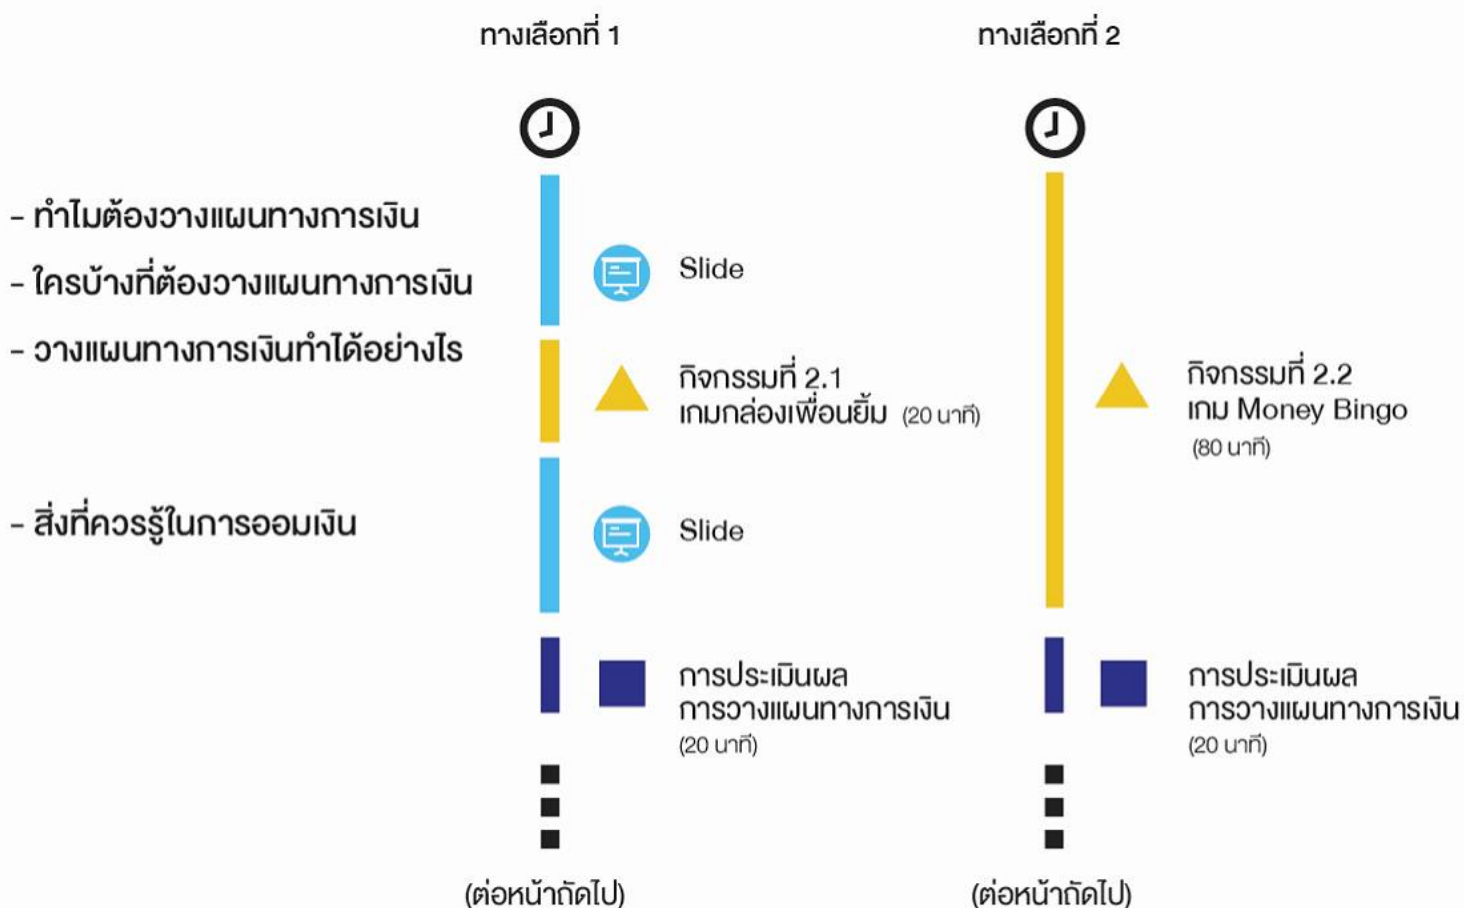 ทางเลือกที่ 1
ทางเลือกที่ 2
- ทำไมต้องวางแผนทางการเงิน
- ใครบ้างที่ต้องวางแผนทางการเงิน
- วางแผนทางการเงินทำได้อย่างไร
Slide
กิจกรรมที่ 2.1
เกมกล่องเพื่อนยิ้ม (20 นาที)
กิจกรรมที่ 2.2
เกม Money Bingo
(80 นาที)
- สิ่งที่ควรรู้ในการออมเงิน
Slide
การประเมินผล
การวางแผนทางการเงิน
(20 นาที)
การประเมินผล
การวางแผนทางการเงิน
(20 นาที)
(ต่อหน้าถัดไป)
(ต่อหน้าถัดไป)